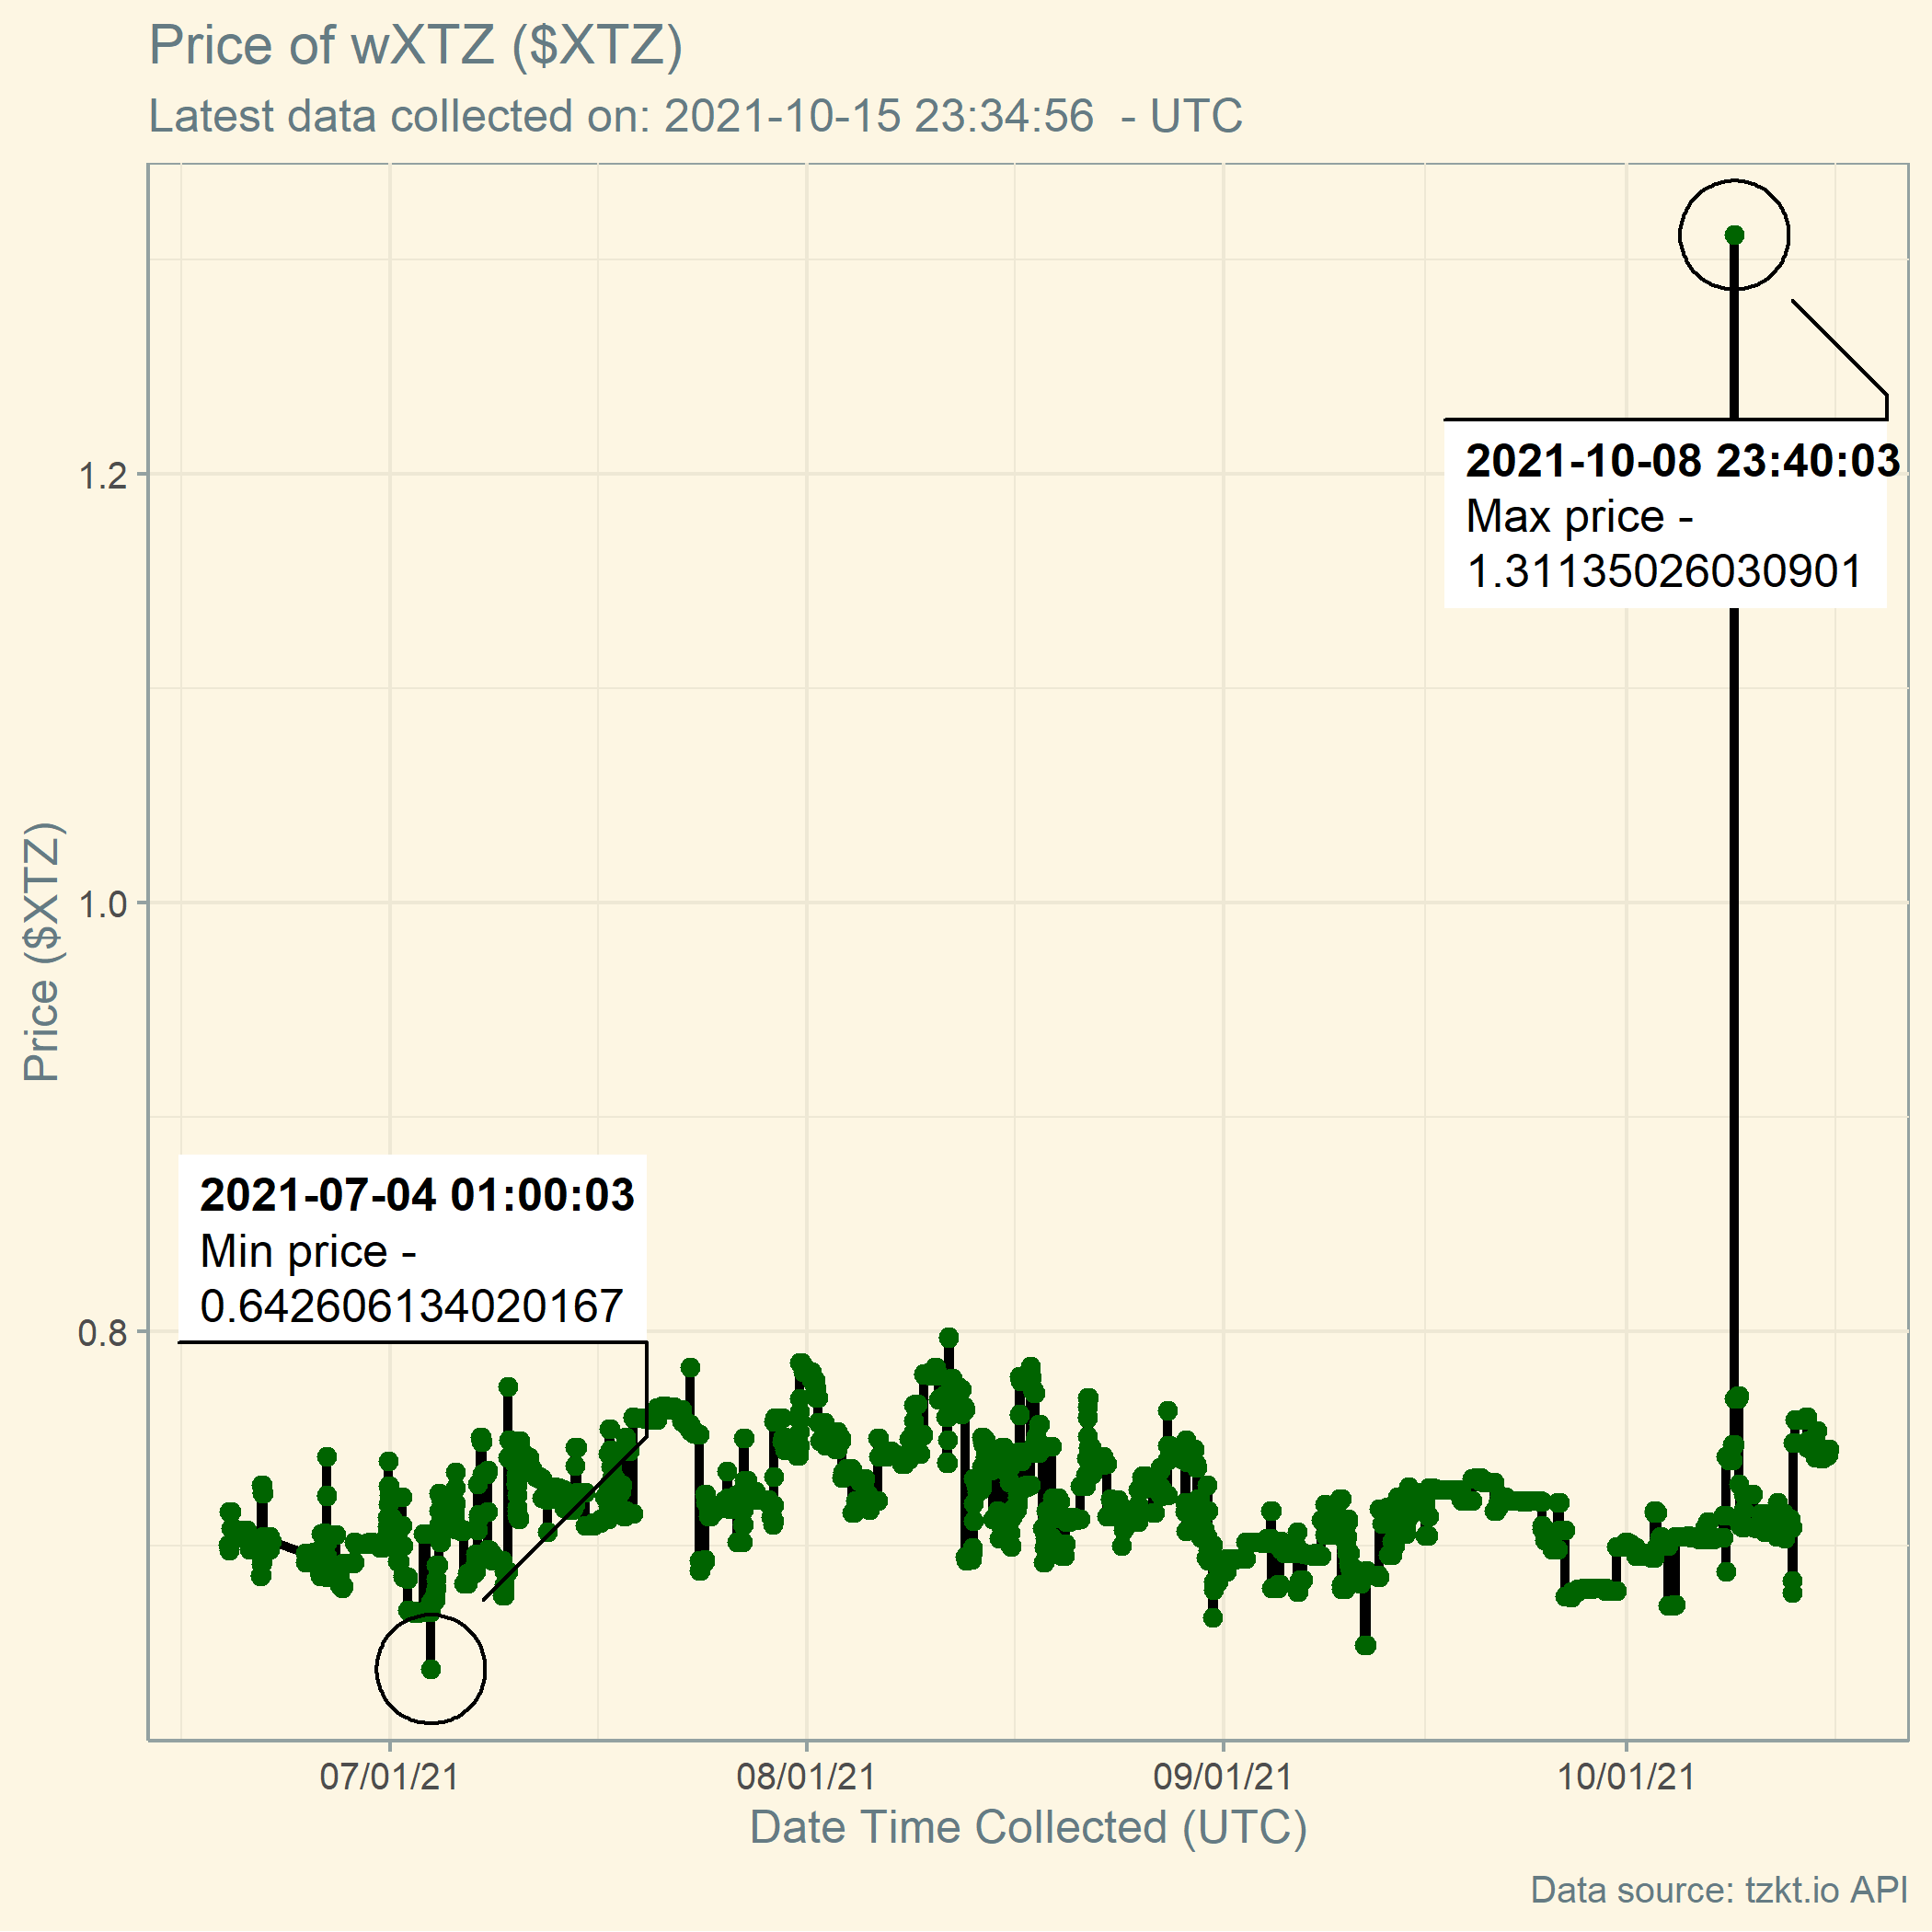 Price of wXTZ ($XTZ)
Latest data collected on: 2021-10-15 23:34:56  - UTC
2021-10-08 23:40:03
Max price -
1.31135026030901
1.2
1.0
Price ($XTZ)
2021-07-04 01:00:03
Min price -
0.642606134020167
0.8
07/01/21
08/01/21
09/01/21
10/01/21
Date Time Collected (UTC)
Data source: tzkt.io API